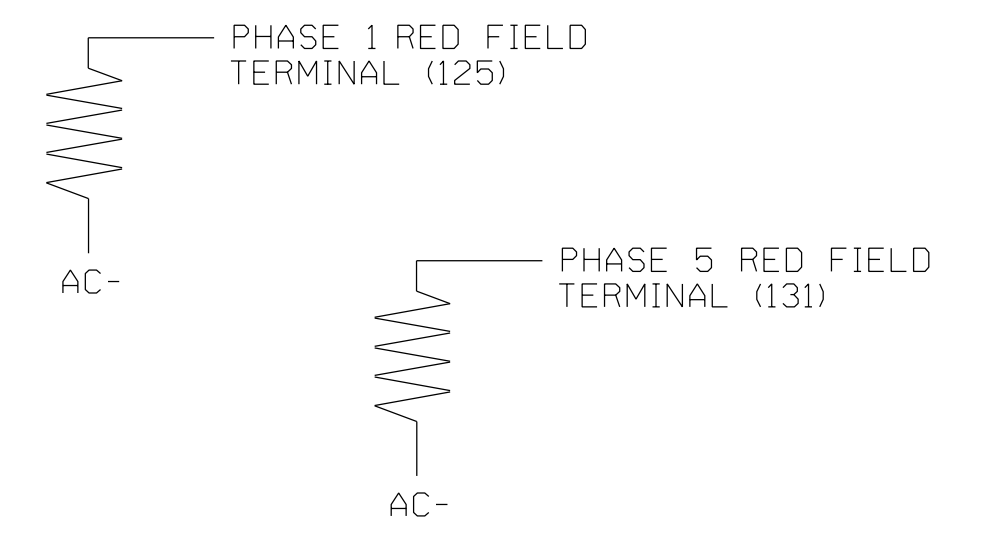 PHASE 1 RED FIELD
TERMINAL (125)
AC-
PHASE 5 RED FIELD
TERMINAL (131)
AC-